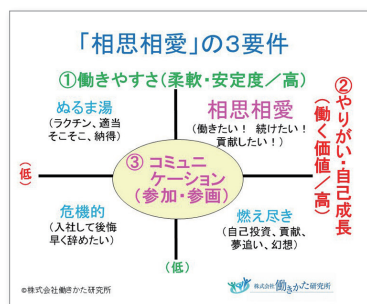 「相思相愛」の3要件
①働きやすさ(柔軟・安定度／高)
ぬるま湯
(ラクチン、適当
そこそこ、納得)
相思相愛
(働きたい! 続けたい!
貢献したい!)
②やりがい・自己成長
(働く価値／高)
(低)
③ コミュニ
ケーション
(参加・参画)
危機的
(入社して後悔
早く辞めたい)
燃え尽き
(自己投資、貢献、
夢追い、幻想)
(低)
©株式会社働きかた研究所
株式会社 働きかた研究所